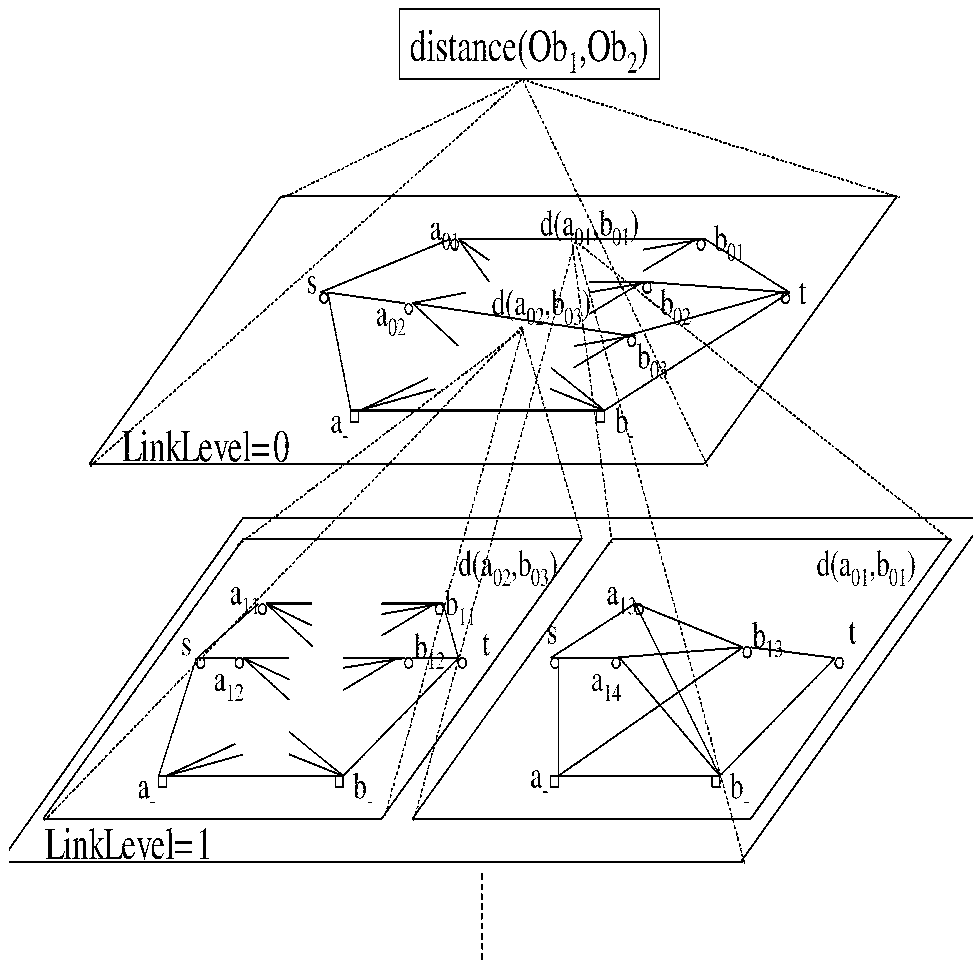 distance(Ob₁,Ob₂)
a₀₁ d(a₀₁,b₀₁) b₀₁
s t
a₀₂ d(a₀₂,b₀₃) b₀₂
b₀₃
a₋ b₋
LinkLevel=0
d(a₀₂,b₀₃) d(a₀₁,b₀₁)
a₁₁ b₁₁ a₁₃
s b₁₂ t s b₁₃ t
a₁₂ a₁₄
a₋ b₋ a₋ b₋
LinkLevel=1